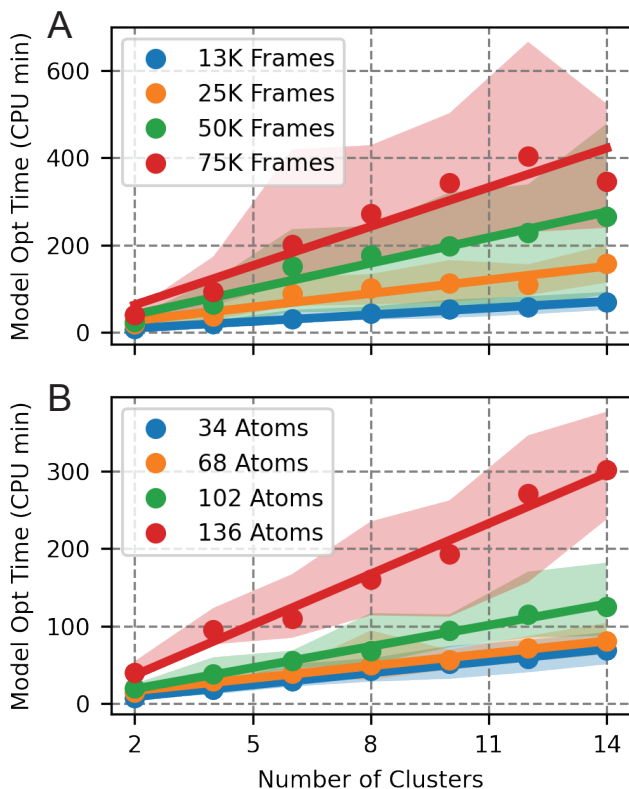 A
Model Opt Time (CPU min)
600
400
200
0
13K Frames
25K Frames
50K Frames
75K Frames
B
Model Opt Time (CPU min)
300
200
100
0
34 Atoms
68 Atoms
102 Atoms
136 Atoms
2 5 8 11 14
Number of Clusters